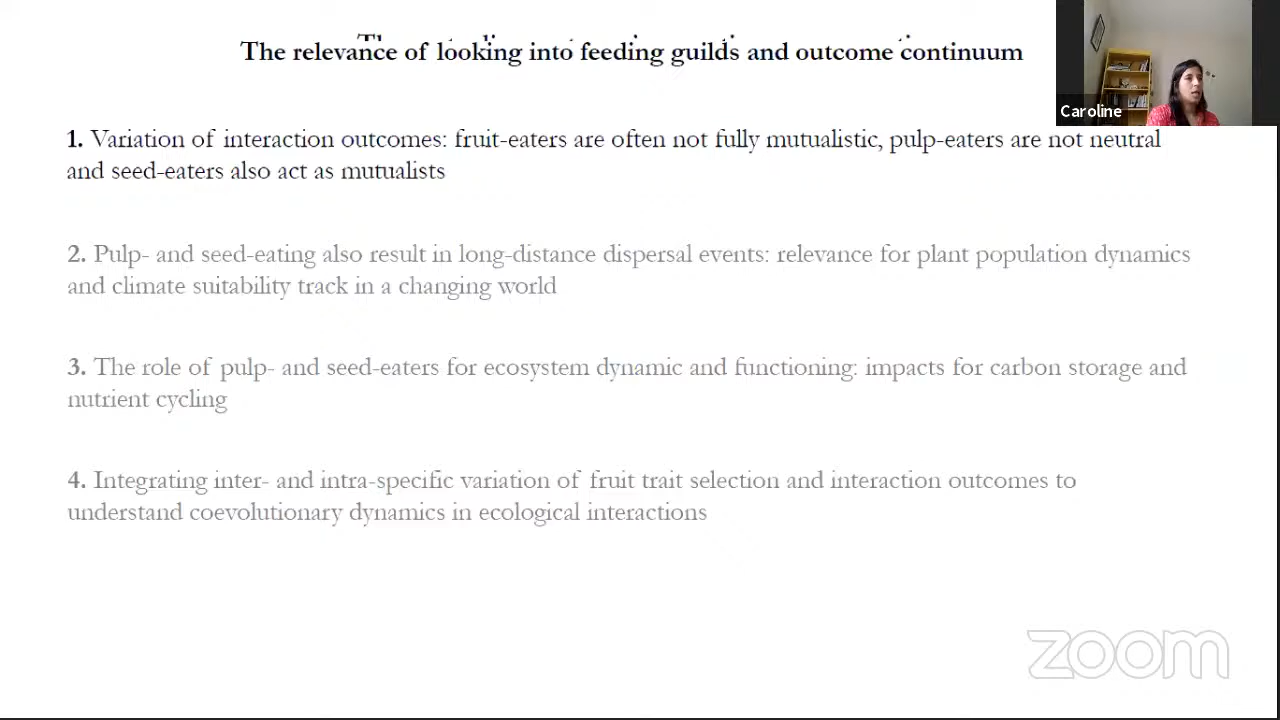 The relevance of looking into feeding guilds and outcome continuum
Caroline
1. Variation of interaction outcomes: fruit-eaters are often not fully mutualistic, pulp-eaters are not neutral
and seed-eaters also act as mutualists
2. Pulp- and seed-eating also result in long-distance dispersal events: relevance for plant population dynamics
and climate suitability track in a changing world
3. The role of pulp- and seed-eaters for ecosystem dynamic and functioning: impacts for carbon storage and
nutrient cycling
4. Integrating inter- and intra-specific variation of fruit trait selection and interaction outcomes to
understand coevolutionary dynamics in ecological interactions
zoom